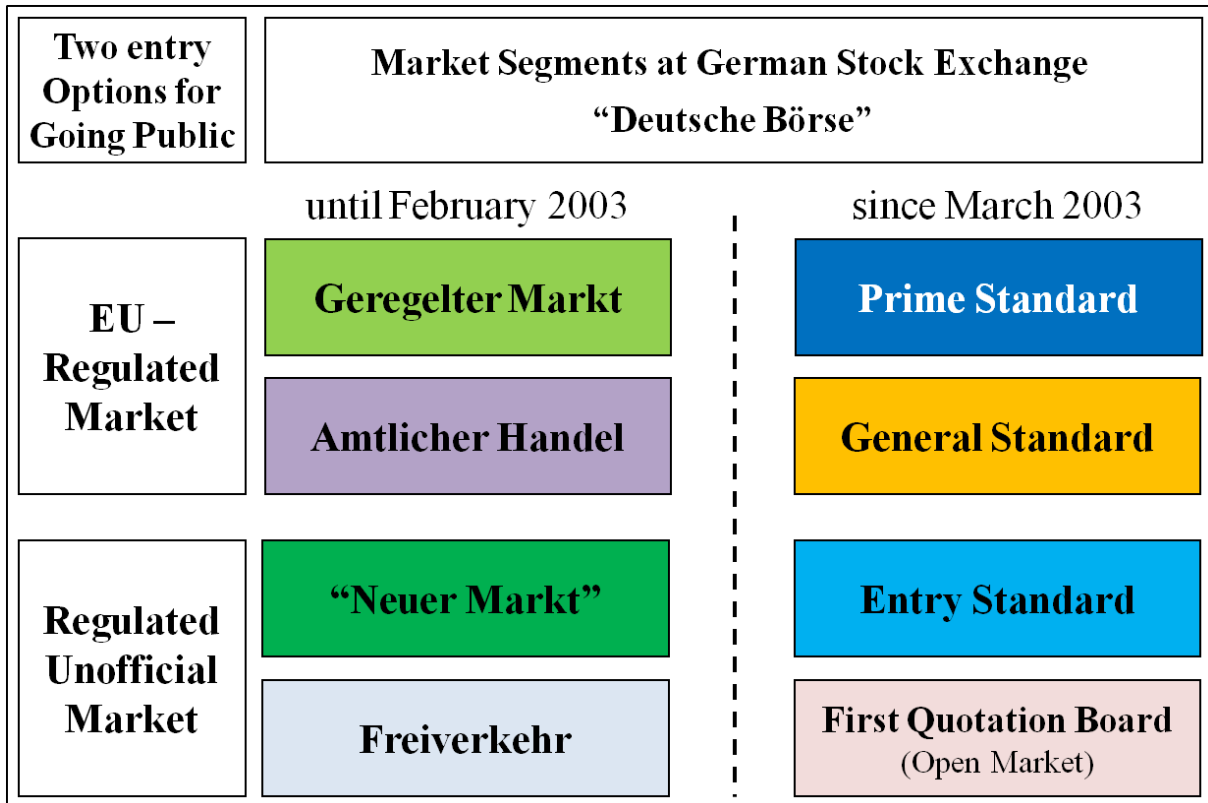 Two entry
Options for
Going Public
Market Segments at German Stock Exchange
“Deutsche Börse”
until February 2003
since March 2003
EU –
Regulated
Market
Geregelter Markt
Prime Standard
Amtlicher Handel
General Standard
Regulated
Unofficial
Market
“Neuer Markt”
Entry Standard
Freiverkehr
First Quotation Board
(Open Market)